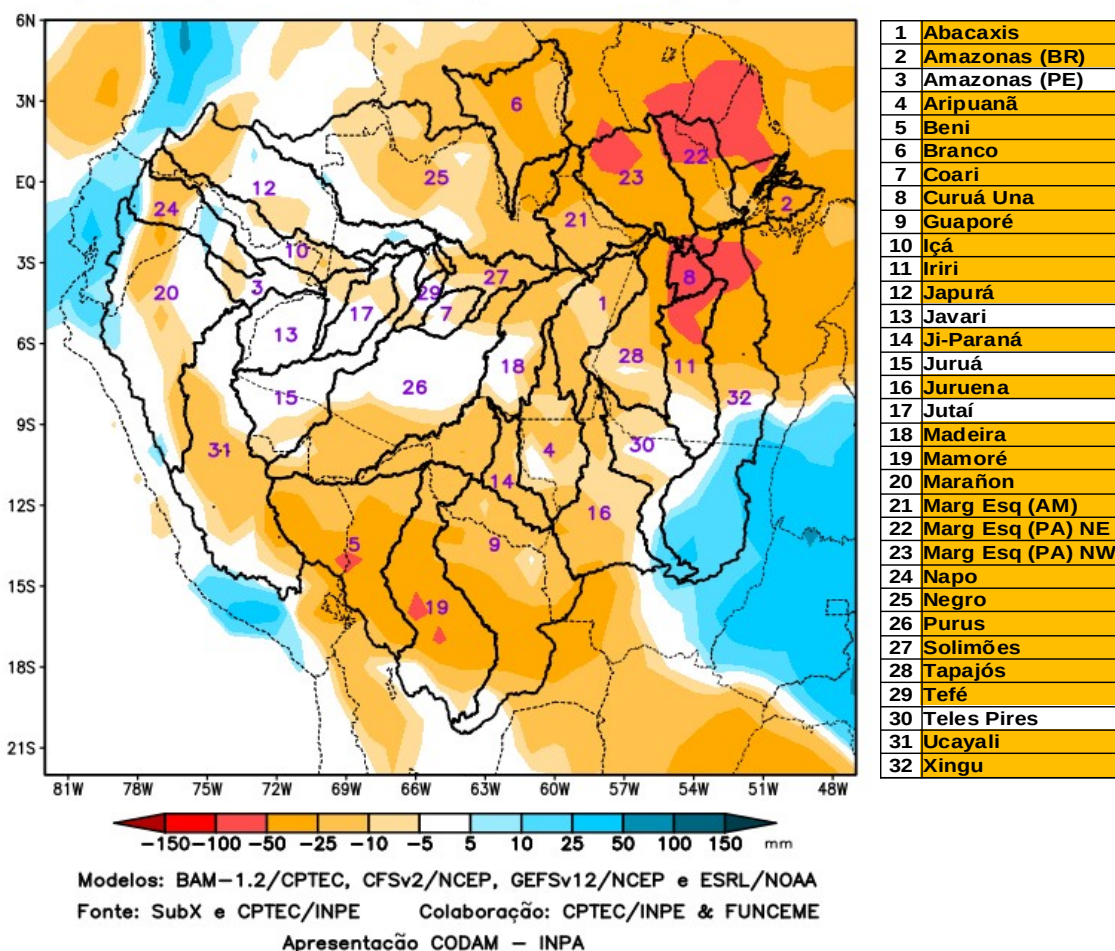 6N
3N
EQ
3S
6S
9S
12S
15S
18S
21S
81W 78W 75W 72W 69W 66W 63W 60W 57W 54W 51W 48W
6
22
12
25
23
24
2
21
10
27
8
20
3
29
1
17
7
13
28
11
18
26
15
32
30
31
4
14
16
5
9
19
1 Abacaxis
2 Amazonas (BR)
3 Amazonas (PE)
4 Aripuanã
5 Beni
6 Branco
7 Coari
8 Curuá Una
9 Guaporé
10 Içá
11 Iriri
12 Japurá
13 Javari
14 Ji-Paraná
15 Juruá
16 Juruena
17 Jutaí
18 Madeira
19 Mamoré
20 Marañon
21 Marg Esq (AM)
22 Marg Esq (PA) NE
23 Marg Esq (PA) NW
24 Napo
25 Negro
26 Purus
27 Solimões
28 Tapajós
29 Tefé
30 Teles Pires
31 Ucayali
32 Xingu
−150 −100 −50 −25 −10 −5 5 10 25 50 100 150 mm
Modelos: BAM−1.2/CPTEC, CFSv2/NCEP, GEFSv12/NCEP e ESRL/NOAA
Fonte: SubX e CPTEC/INPE Colaboração: CPTEC/INPE & FUNCEME
Apresentação CODAM − INPA